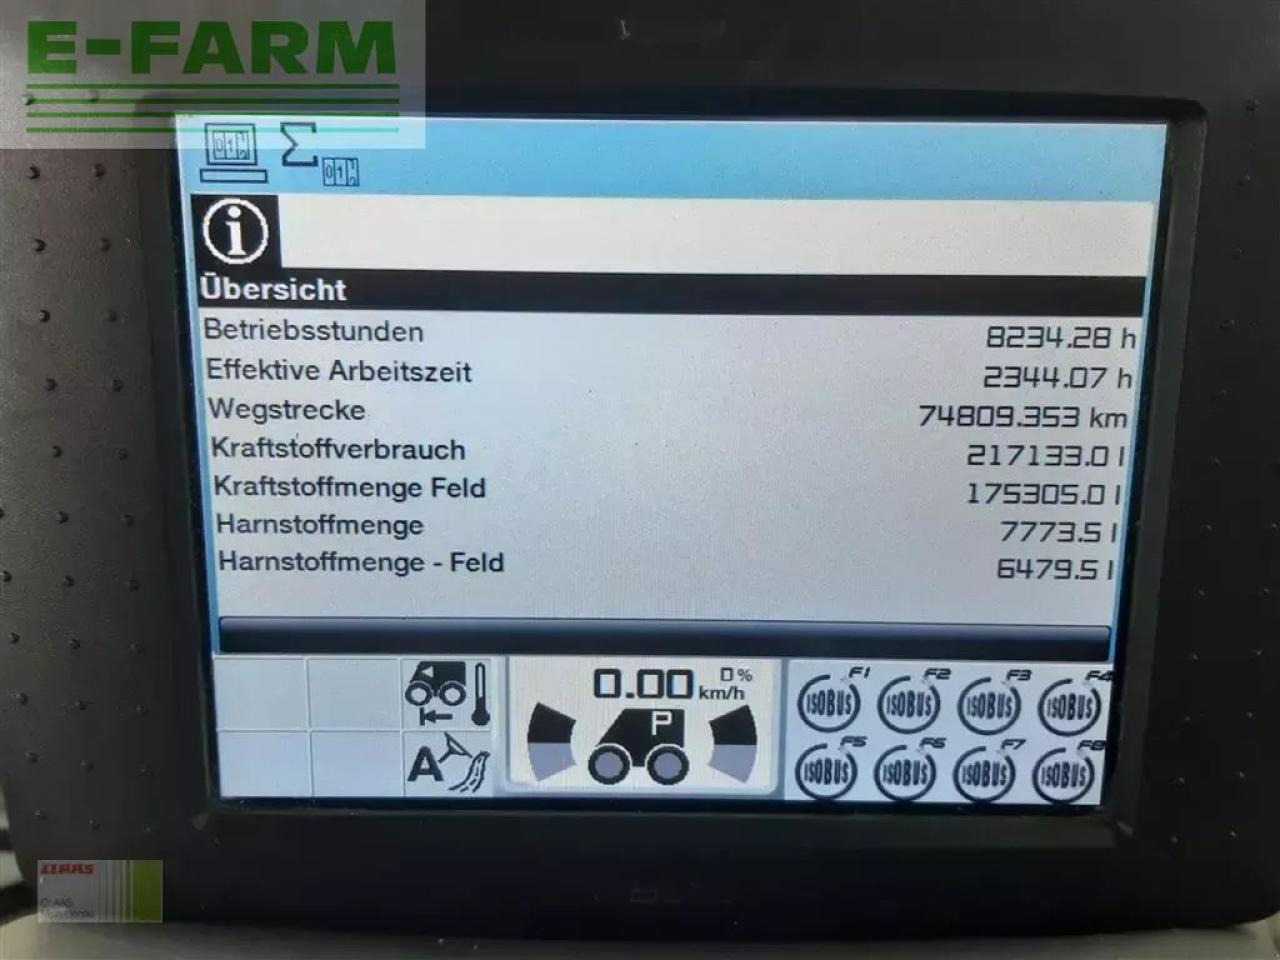 E-FARM
Übersicht
Betriebsstunden 8234.28 h
Effektive Arbeitszeit 2344.07 h
Wegstrecke 74809.353 km
Kraftstoffverbrauch 217133.0 l
Kraftstoffmenge Feld 175305.0 l
Harnstoffmenge 7773.5 l
Harnstoffmenge - Feld 6479.5 l
0.00 km/h 0%
P
A
F1 F2 F3 F4
ISOBUS ISOBUS ISOBUS ISOBUS
F5 F6 F7 F8
ISOBUS ISOBUS ISOBUS ISOBUS
CLAAS
CLAAS